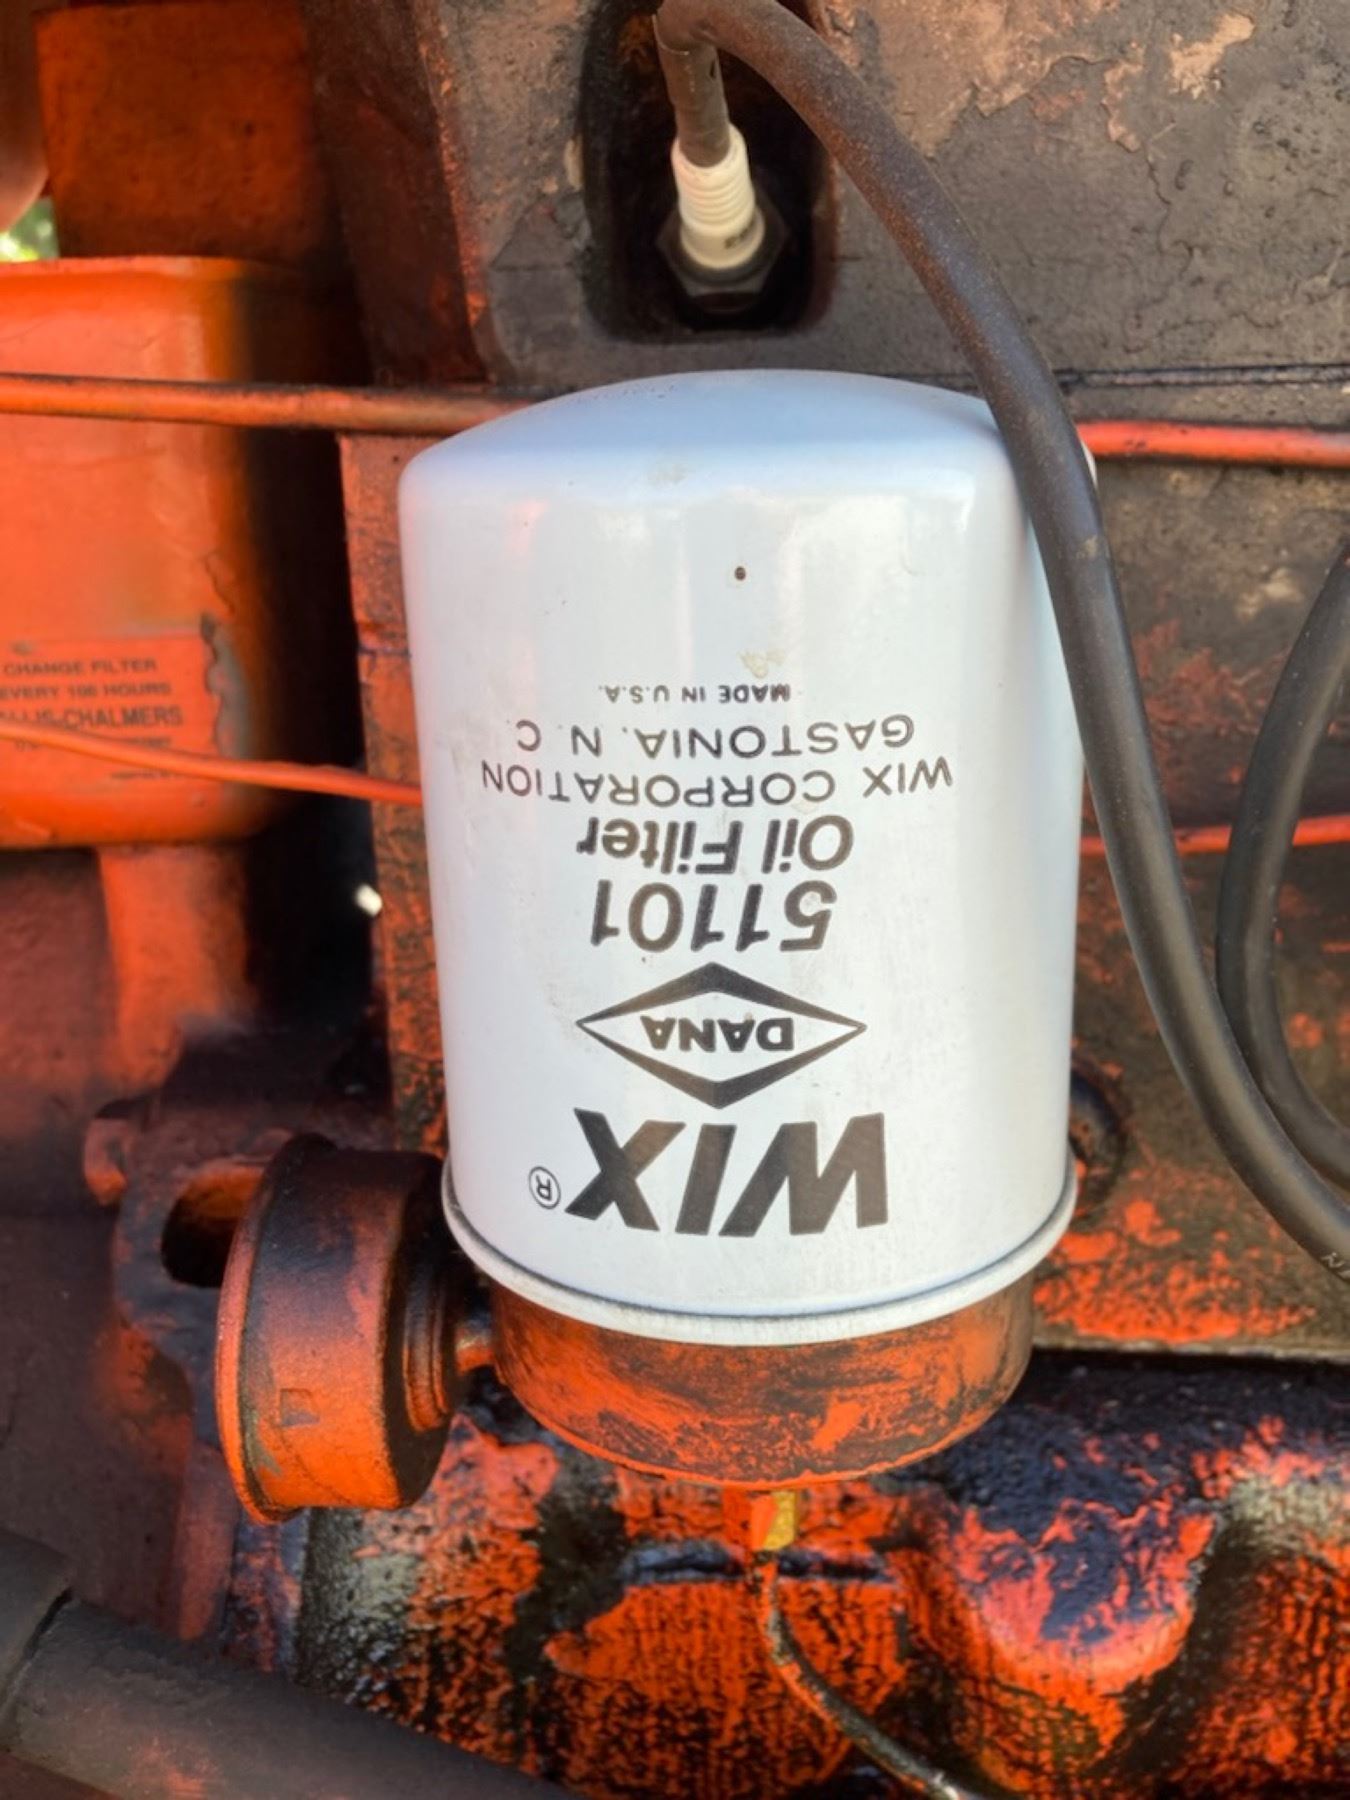 WIX®
DANA
51101
Oil Filter
WIX CORPORATION
GASTONIA, N.C.
MADE IN U.S.A.
CHANGE FILTER
EVERY 100 HOURS
ALLIS-CHALMERS